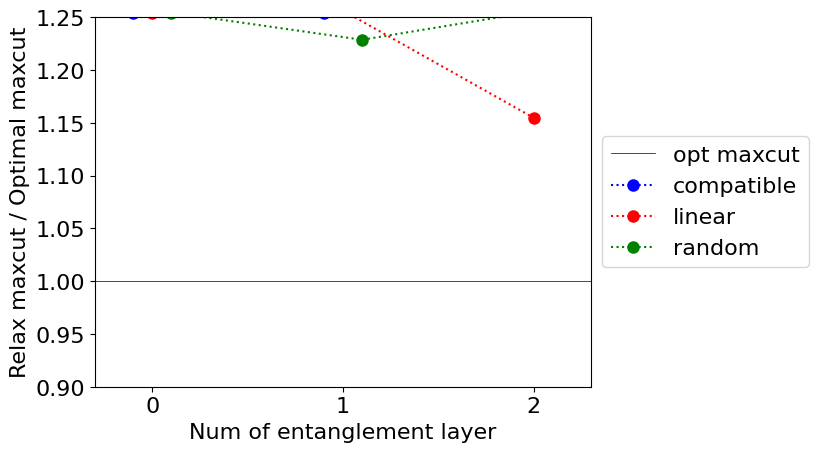 1.25
1.20
1.15
1.10
1.05
1.00
0.95
0.90
Relax maxcut / Optimal maxcut
0
1
2
Num of entanglement layer
opt maxcut
compatible
linear
random